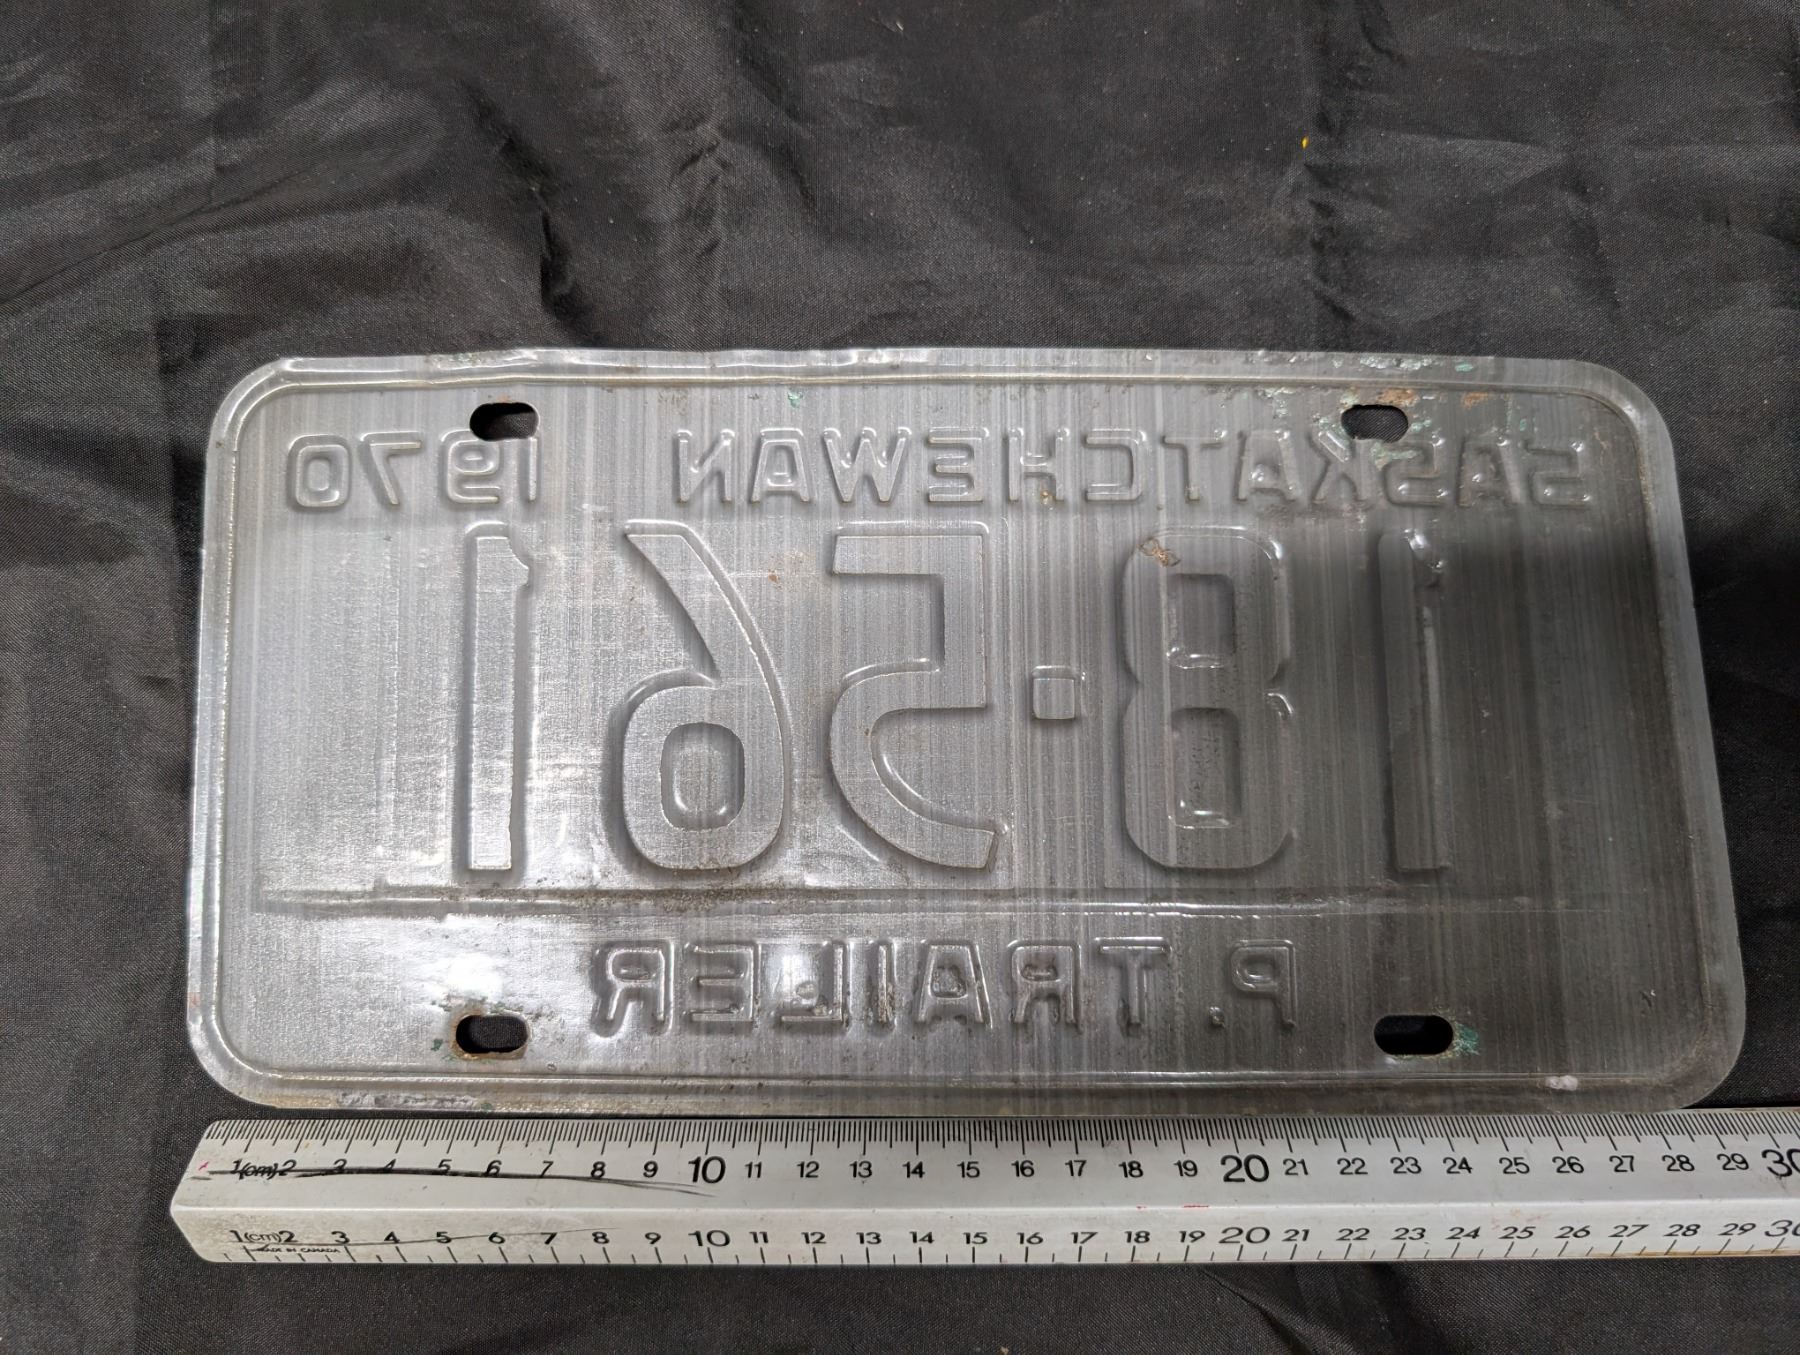 SASKATCHEWAN 1970
18·561
P. TRAILER
1(cm)2 3 4 5 6 7 8 9 10 11 12 13 14 15 16 17 18 19 20 21 22 23 24 25 26 27 28 29 30
1(cm)2 3 4 5 6 7 8 9 10 11 12 13 14 15 16 17 18 19 20 21 22 23 24 25 26 27 28 29 30
MADE IN CANADA